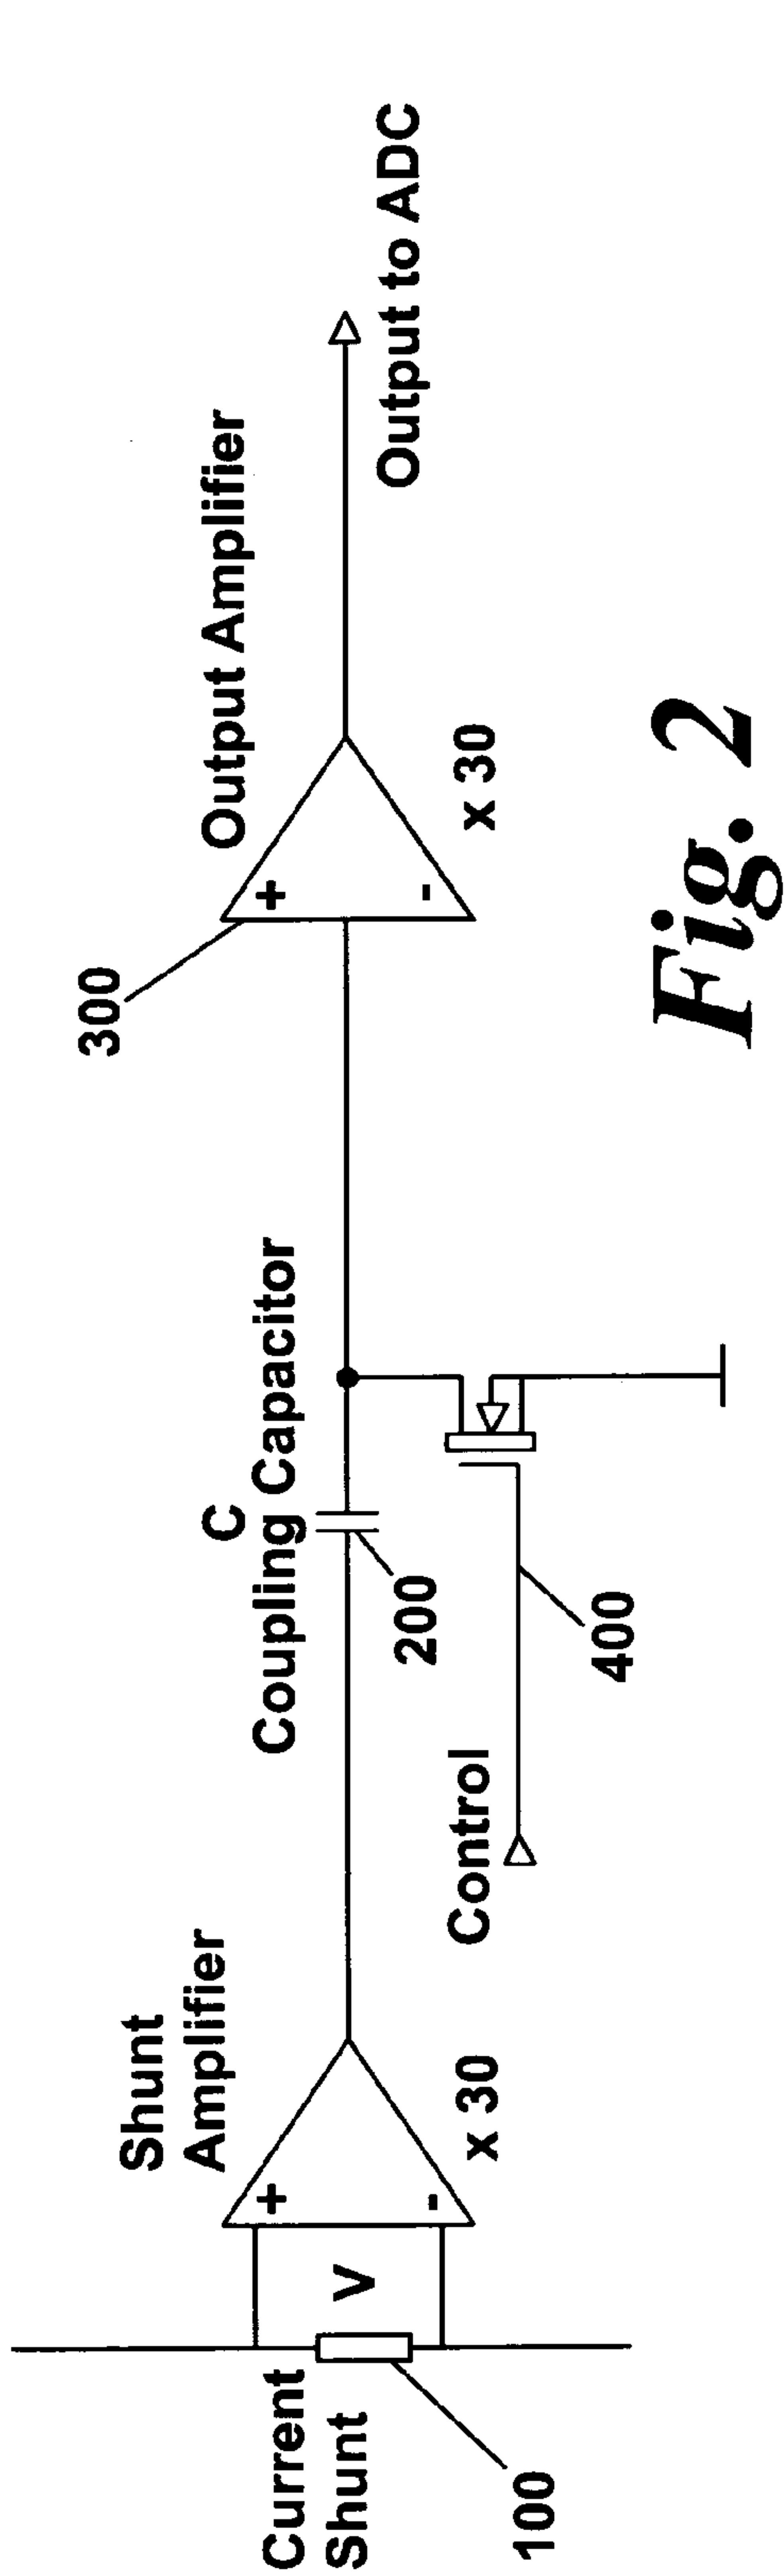 Current
Shunt
100
V
+
-
Shunt
Amplifier
x 30
Control
C
Coupling Capacitor
200
400
300
+
-
Output Amplifier
x 30
Output to ADC
Fig. 2